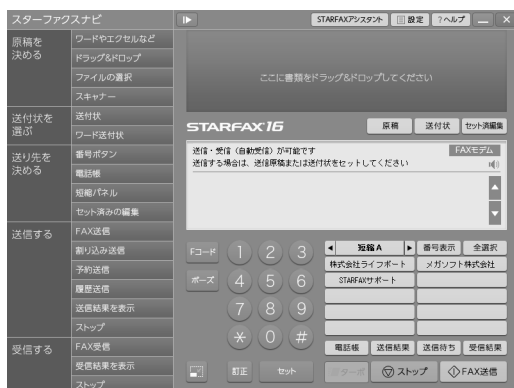 スターファクスナビ
原稿を
決める
ワードやエクセルなど
ドラッグ&ドロップ
ファイルの選択
スキャナー
送付状を
選ぶ
送付状
ワード送付状
送り先を
決める
番号ボタン
電話帳
短縮パネル
セット済みの編集
送信する
FAX送信
割り込み送信
予約送信
履歴送信
送信結果を表示
ストップ
受信する
FAX受信
受信結果を表示
ストップ
STARFAXアシスタント 設定 ?ヘルプ
ここに書類をドラッグ&ドロップしてください
STARFAX'16 原稿 送付状 セット済編集
送信・受信（自動受信）が可能です FAXモデム
送信する場合は、送信原稿または送付状をセットしてください
Fコード 1 2 3
ポーズ 4 5 6
7 8 9
* 0 #
訂正 セット
短縮A 番号表示 全選択
株式会社ライフボート メガソフト株式会社
STARFAXサポート
電話帳 送信結果 送信待ち 受信結果
ターボ ストップ FAX送信